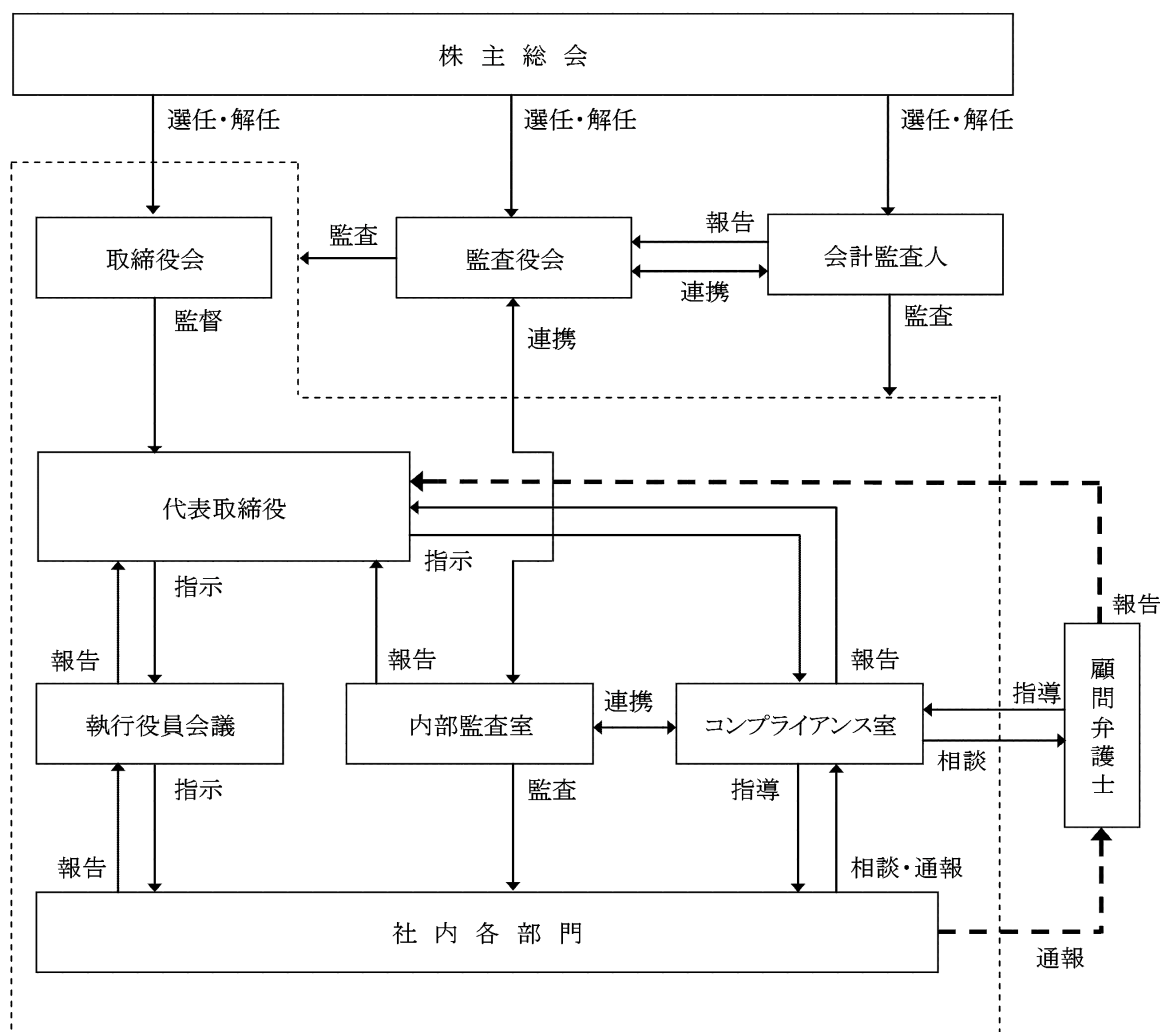 株主総会
選任・解任
選任・解任
選任・解任
取締役会
監査
監査役会
報告
連携
会計監査人
監督
連携
監査
代表取締役
指示
指示
報告
報告
報告
報告
執行役員会議
内部監査室
連携
コンプライアンス室
指導
相談
顧問弁護士
指示
監査
指導
報告
相談・通報
社内各部門
通報